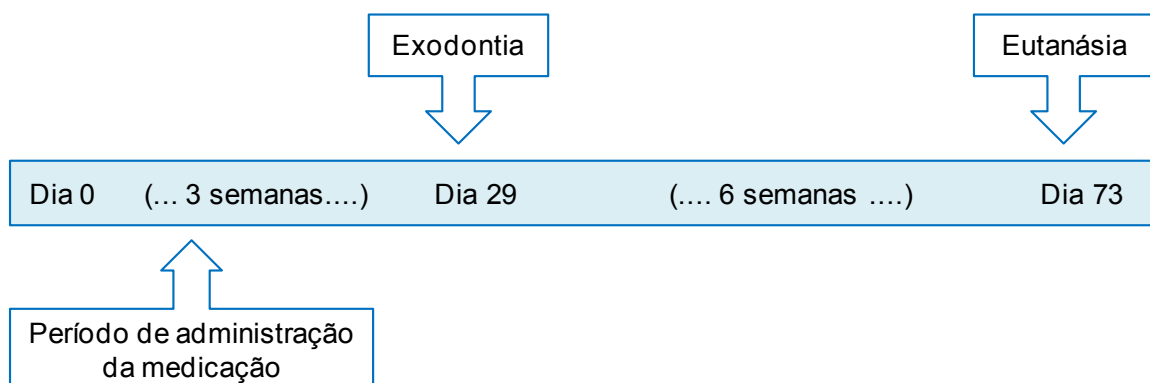 Exodontia
Eutanásia
Dia 0 (... 3 semanas....) Dia 29 (.... 6 semanas ....) Dia 73
Período de administração
da medicação